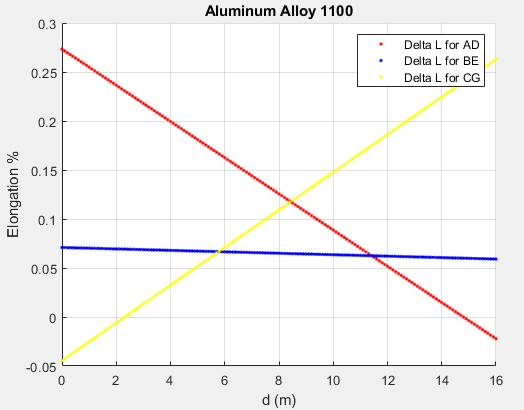 Aluminum Alloy 1100
0.3
0.25
0.2
0.15
0.1
0.05
0
-0.05
Elongation %
Delta L for AD
Delta L for BE
Delta L for CG
0 2 4 6 8 10 12 14 16
d (m)